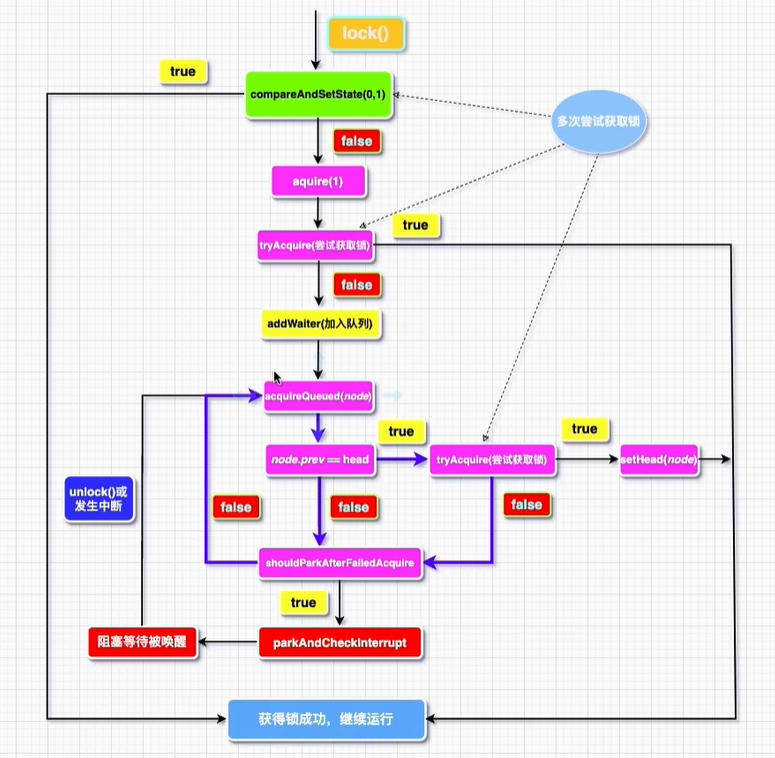 lock()
true
compareAndSetState(0,1)
多次尝试获取锁
false
aquire(1)
true
tryAcquire(尝试获取锁)
false
addWaiter(加入队列)
acquireQueued(node)
true
true
node.prev == head
tryAcquire(尝试获取锁)
setHead(node)
unlock()或
发生中断
false
false
false
shouldParkAfterFailedAcquire
true
阻塞等待被唤醒
parkAndCheckInterrupt
获得锁成功，继续运行